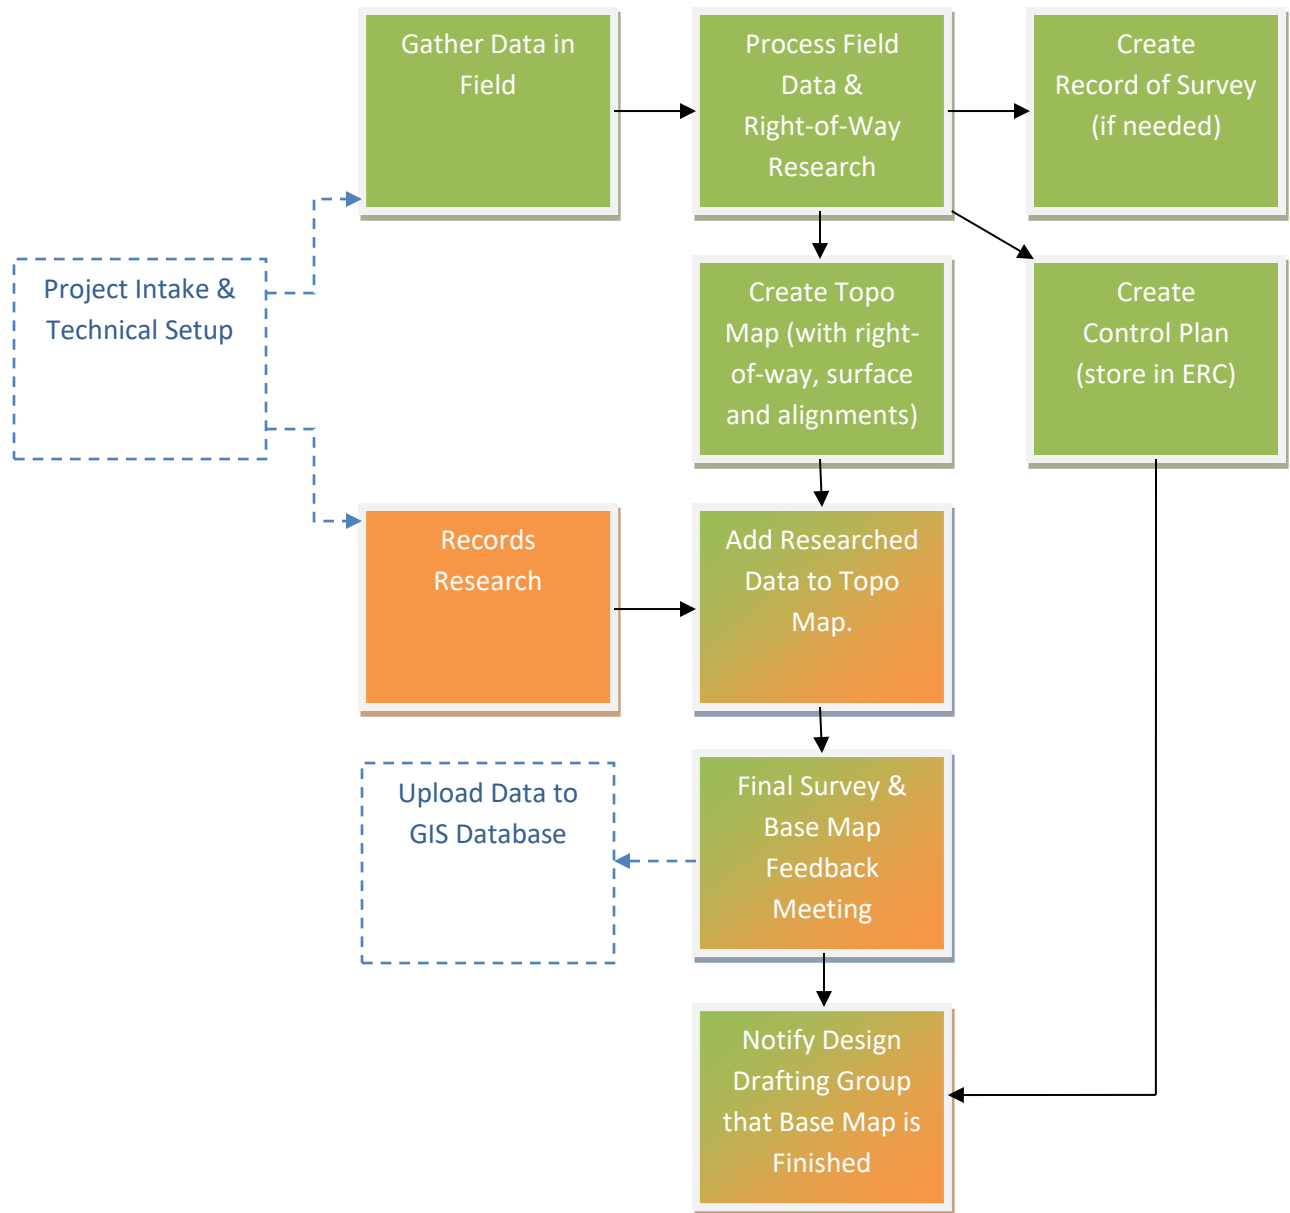 Gather Data in
Field
Process Field
Data &
Right-of-Way
Research
Create
Record of Survey
(if needed)
Project Intake &
Technical Setup
Create Topo
Map (with right-
of-way, surface
and alignments)
Create
Control Plan
(store in ERC)
Records
Research
Add Researched
Data to Topo
Map.
Upload Data to
GIS Database
Final Survey &
Base Map
Feedback
Meeting
Notify Design
Drafting Group
that Base Map is
Finished